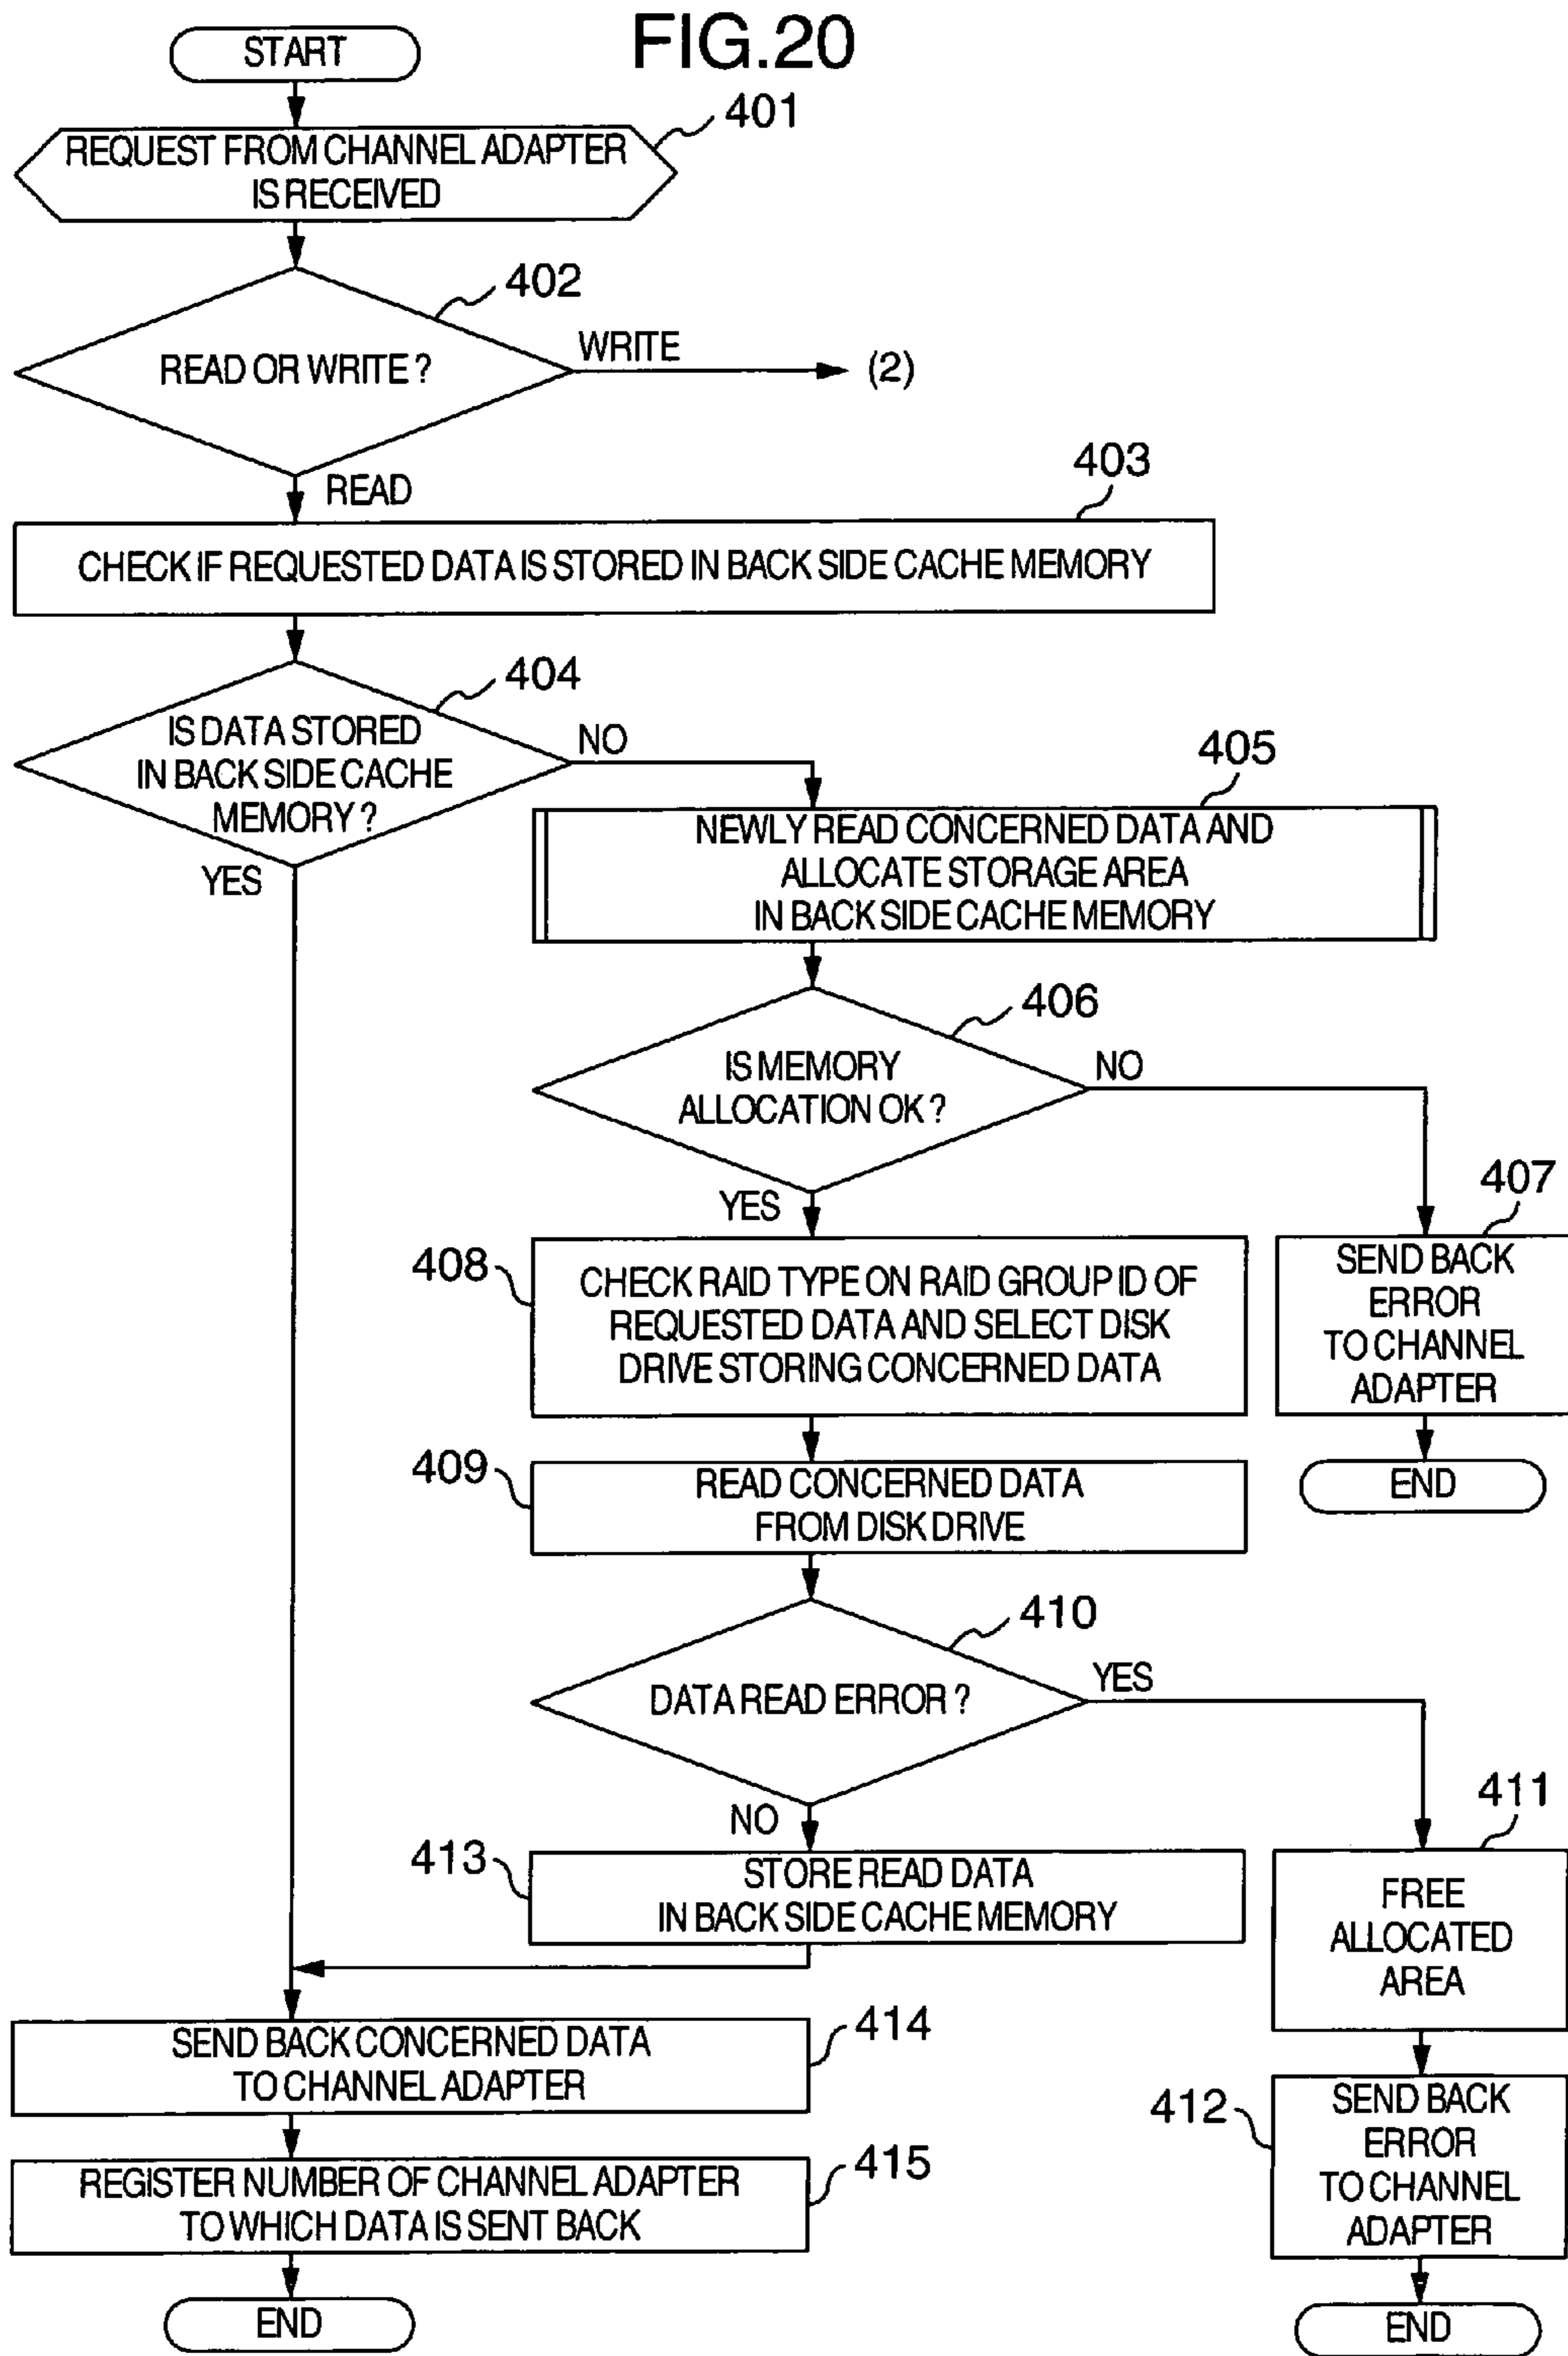 FIG.20
START
401
REQUEST FROM CHANNEL ADAPTER
IS RECEIVED
402
READ OR WRITE?
WRITE
(2)
READ
403
CHECK IF REQUESTED DATA IS STORED IN BACK SIDE CACHE MEMORY
404
IS DATA STORED
IN BACK SIDE CACHE
MEMORY?
NO
YES
405
NEWLY READ CONCERNED DATA AND
ALLOCATE STORAGE AREA
IN BACK SIDE CACHE MEMORY
406
IS MEMORY
ALLOCATION OK?
NO
YES
407
SEND BACK
ERROR
TO CHANNEL
ADAPTER
END
408
CHECK RAID TYPE ON RAID GROUP ID OF
REQUESTED DATA AND SELECT DISK
DRIVE STORING CONCERNED DATA
409
READ CONCERNED DATA
FROM DISK DRIVE
410
DATA READ ERROR?
YES
NO
411
FREE
ALLOCATED
AREA
412
SEND BACK
ERROR
TO CHANNEL
ADAPTER
END
413
STORE READ DATA
IN BACK SIDE CACHE MEMORY
414
SEND BACK CONCERNED DATA
TO CHANNEL ADAPTER
415
REGISTER NUMBER OF CHANNEL ADAPTER
TO WHICH DATA IS SENT BACK
END